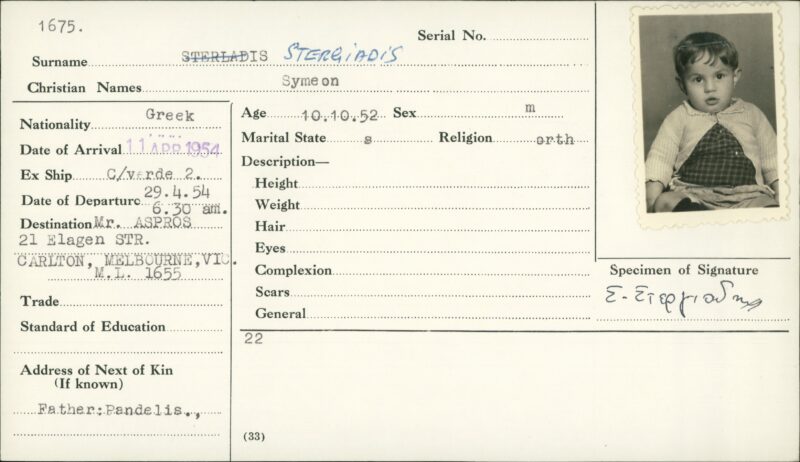 1675.
Serial No.
Surname STERLADIS STERGiADiS
Christian Names Symeon
Nationality Greek
Date of Arrival 11 APR 1954
Ex Ship C/verde 2.
Date of Departure 29.4.54
6.30 am.
Destination Mr. ASPROS
21 Elagen STR.
CARLTON, MELBOURNE, VIC.
M.L. 1655
Trade
Standard of Education
Address of Next of Kin
(If known)
Father:Pandelis.,
Age 10.10.52 Sex m
Marital State s Religion orth
Description—
Height
Weight
Hair
Eyes
Complexion
Scars
General
22
(33)
Specimen of Signature
Σ. Στεργιαδης